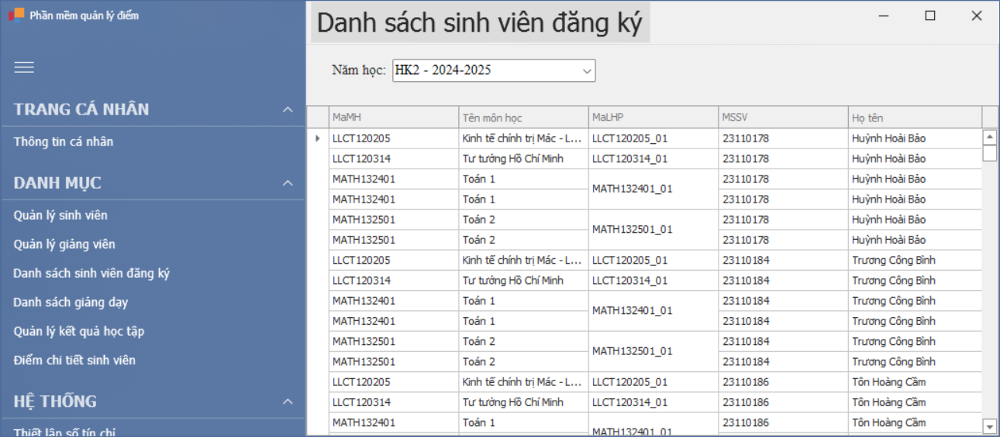 Phần mềm quản lý điểm
TRANG CÁ NHÂN
Thông tin cá nhân
DANH MỤC
Quản lý sinh viên
Quản lý giảng viên
Danh sách sinh viên đăng ký
Danh sách giảng dạy
Quản lý kết quả học tập
Điểm chi tiết sinh viên
HỆ THỐNG
Thiết lập số tín chỉ
Danh sách sinh viên đăng ký
Năm học: HK2 - 2024-2025
MaMH Tên môn học MaLHP MSSV Họ tên
LLCT120205 Kinh tế chính trị Mác - L... LLCT120205_01 23110178 Huỳnh Hoài Bảo
LLCT120314 Tư tưởng Hồ Chí Minh LLCT120314_01 23110178 Huỳnh Hoài Bảo
MATH132401 Toán 1 MATH132401_01 23110178 Huỳnh Hoài Bảo
MATH132401 Toán 1 23110178 Huỳnh Hoài Bảo
MATH132501 Toán 2 MATH132501_01 23110178 Huỳnh Hoài Bảo
MATH132501 Toán 2 23110178 Huỳnh Hoài Bảo
LLCT120205 Kinh tế chính trị Mác - L... LLCT120205_01 23110184 Trương Công Bình
LLCT120314 Tư tưởng Hồ Chí Minh LLCT120314_01 23110184 Trương Công Bình
MATH132401 Toán 1 MATH132401_01 23110184 Trương Công Bình
MATH132401 Toán 1 23110184 Trương Công Bình
MATH132501 Toán 2 MATH132501_01 23110184 Trương Công Bình
MATH132501 Toán 2 23110184 Trương Công Bình
LLCT120205 Kinh tế chính trị Mác - L... LLCT120205_01 23110186 Tôn Hoàng Cầm
LLCT120314 Tư tưởng Hồ Chí Minh LLCT120314_01 23110186 Tôn Hoàng Cầm
MATH132401 Toán 1 MATH132401_01 23110186 Tôn Hoàng Cầm